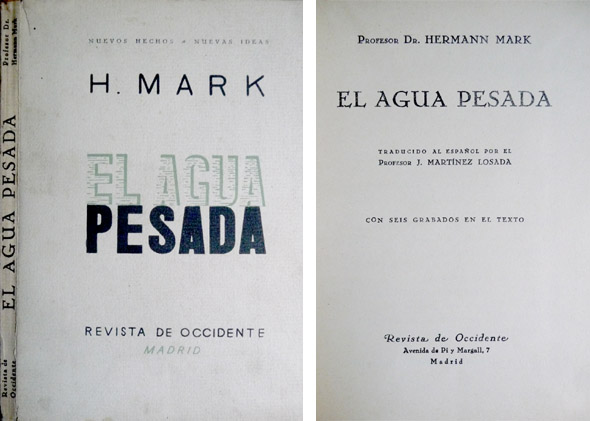 Profesor Dr.
Hermann Mark
EL AGUA PESADA
Revista de
Occidente
NUEVOS HECHOS * NUEVAS IDEAS
H. MARK
EL AGUA
PESADA
REVISTA DE OCCIDENTE
MADRID
PROFESOR DR. HERMANN MARK
EL AGUA PESADA
TRADUCIDO AL ESPAÑOL POR EL
PROFESOR J. MARTÍNEZ LOSADA
CON SEIS GRABADOS EN EL TEXTO
Revista de Occidente
Avenida de Pi y Margall, 7
Madrid